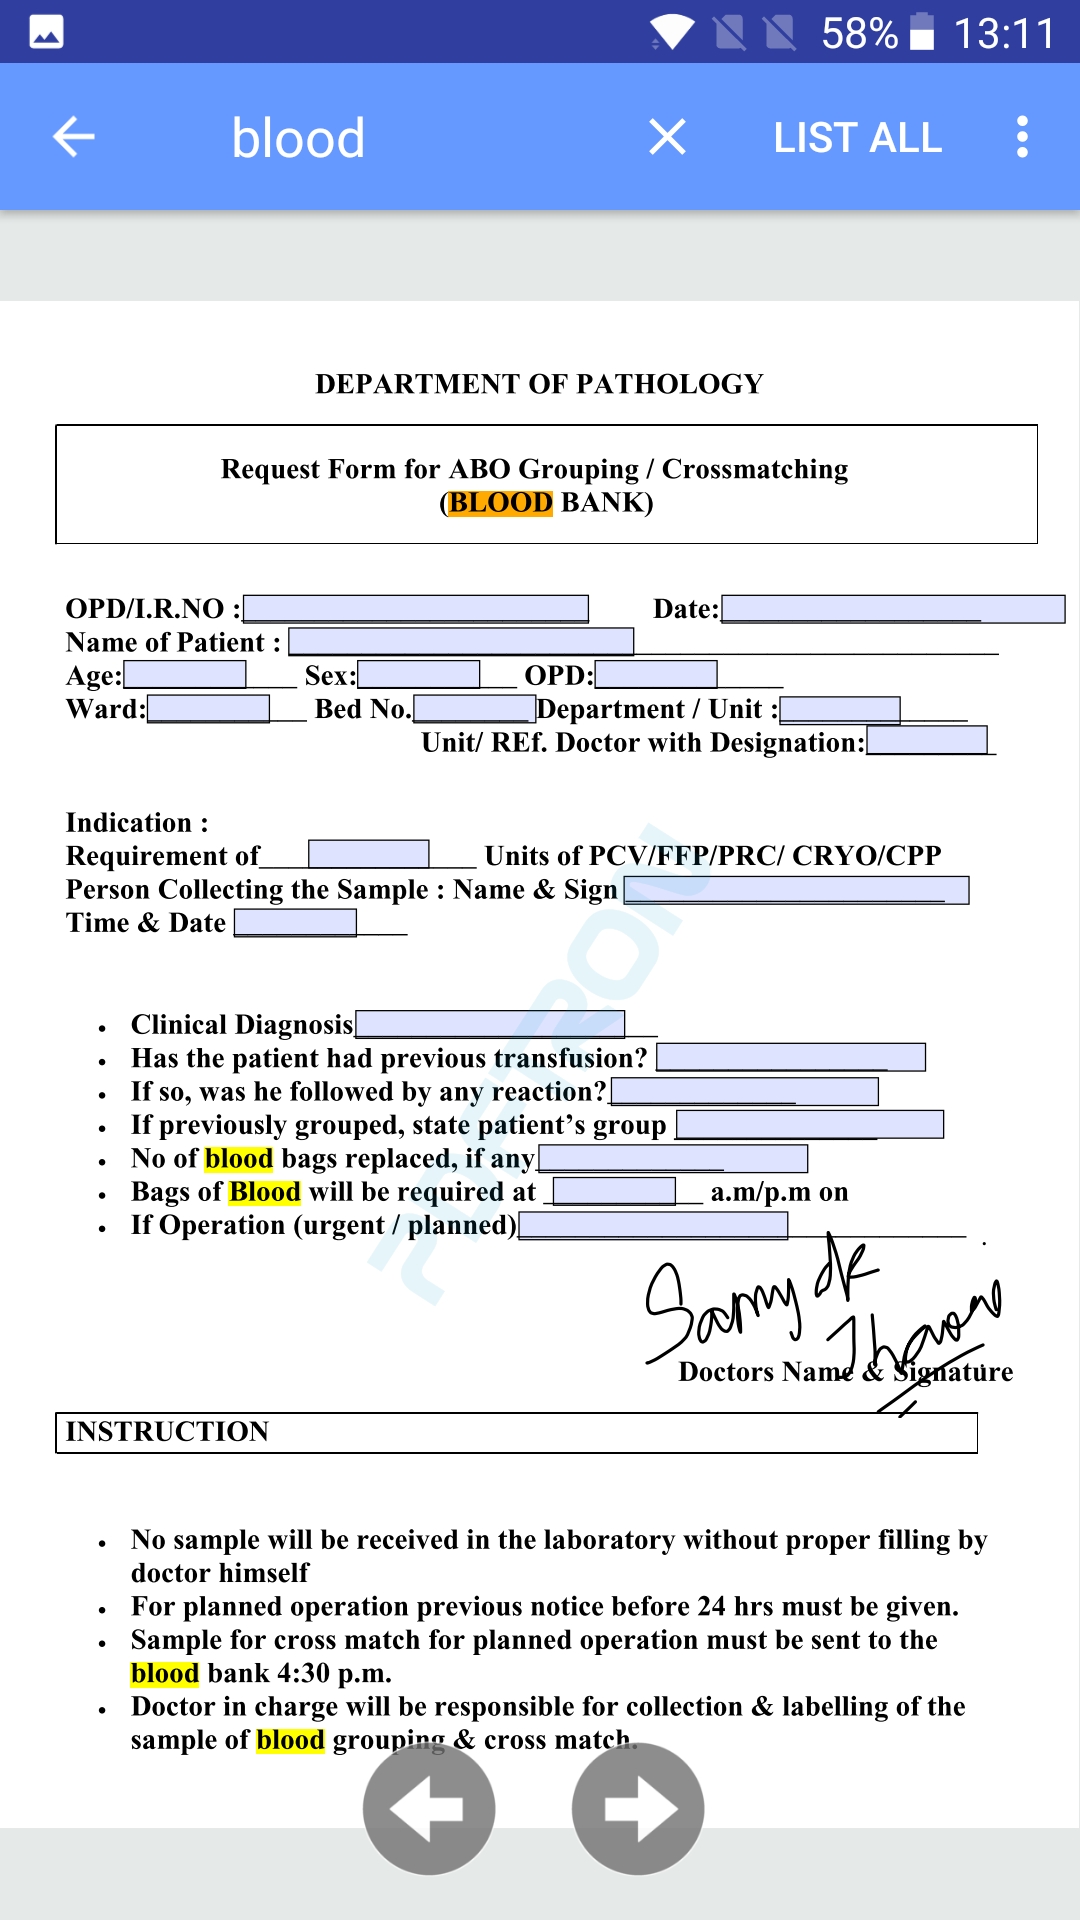 58% 13:11
blood LIST ALL
DEPARTMENT OF PATHOLOGY
Request Form for ABO Grouping / Crossmatching
(BLOOD BANK)
OPD/I.R.NO : Date:
Name of Patient :
Age: Sex: OPD:
Ward: Bed No. Department / Unit :
Unit/ REf. Doctor with Designation:
Indication :
Requirement of Units of PCV/FFP/PRC/ CRYO/CPP
Person Collecting the Sample : Name & Sign
Time & Date
PDFTRON
• Clinical Diagnosis
• Has the patient had previous transfusion?
• If so, was he followed by any reaction?
• If previously grouped, state patient’s group
• No of blood bags replaced, if any
• Bags of Blood will be required at a.m/p.m on
• If Operation (urgent / planned) .
Doctors Name & Signature
INSTRUCTION
• No sample will be received in the laboratory without proper filling by
doctor himself
• For planned operation previous notice before 24 hrs must be given.
• Sample for cross match for planned operation must be sent to the
blood bank 4:30 p.m.
• Doctor in charge will be responsible for collection & labelling of the
sample of blood grouping & cross match.